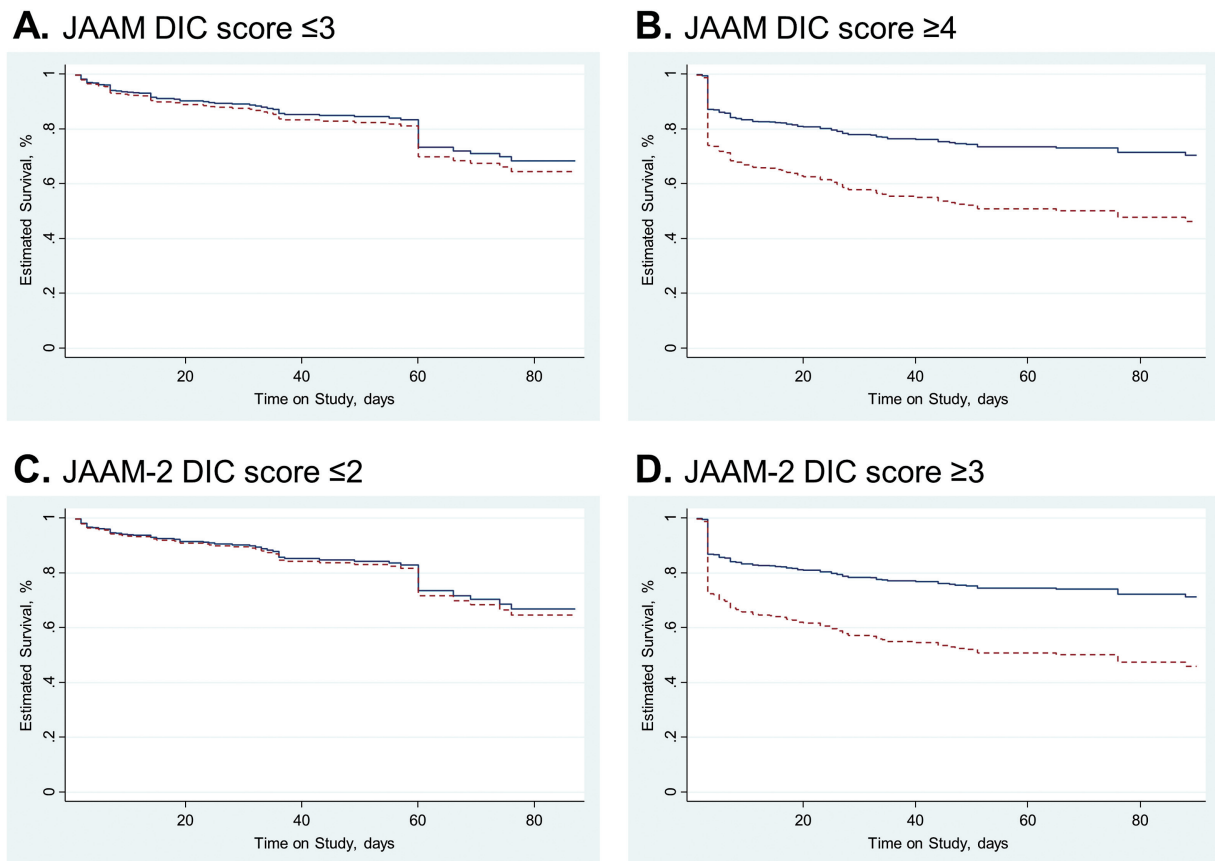 A. JAAM DIC score ≤3
Estimated Survival, %
1
.8
.6
.4
.2
0
20 40 60 80
Time on Study, days
B. JAAM DIC score ≥4
Estimated Survival, %
1
.8
.6
.4
.2
0
20 40 60 80
Time on Study, days
C. JAAM-2 DIC score ≤2
Estimated Survival, %
1
.8
.6
.4
.2
0
20 40 60 80
Time on Study, days
D. JAAM-2 DIC score ≥3
Estimated Survival, %
1
.8
.6
.4
.2
0
20 40 60 80
Time on Study, days